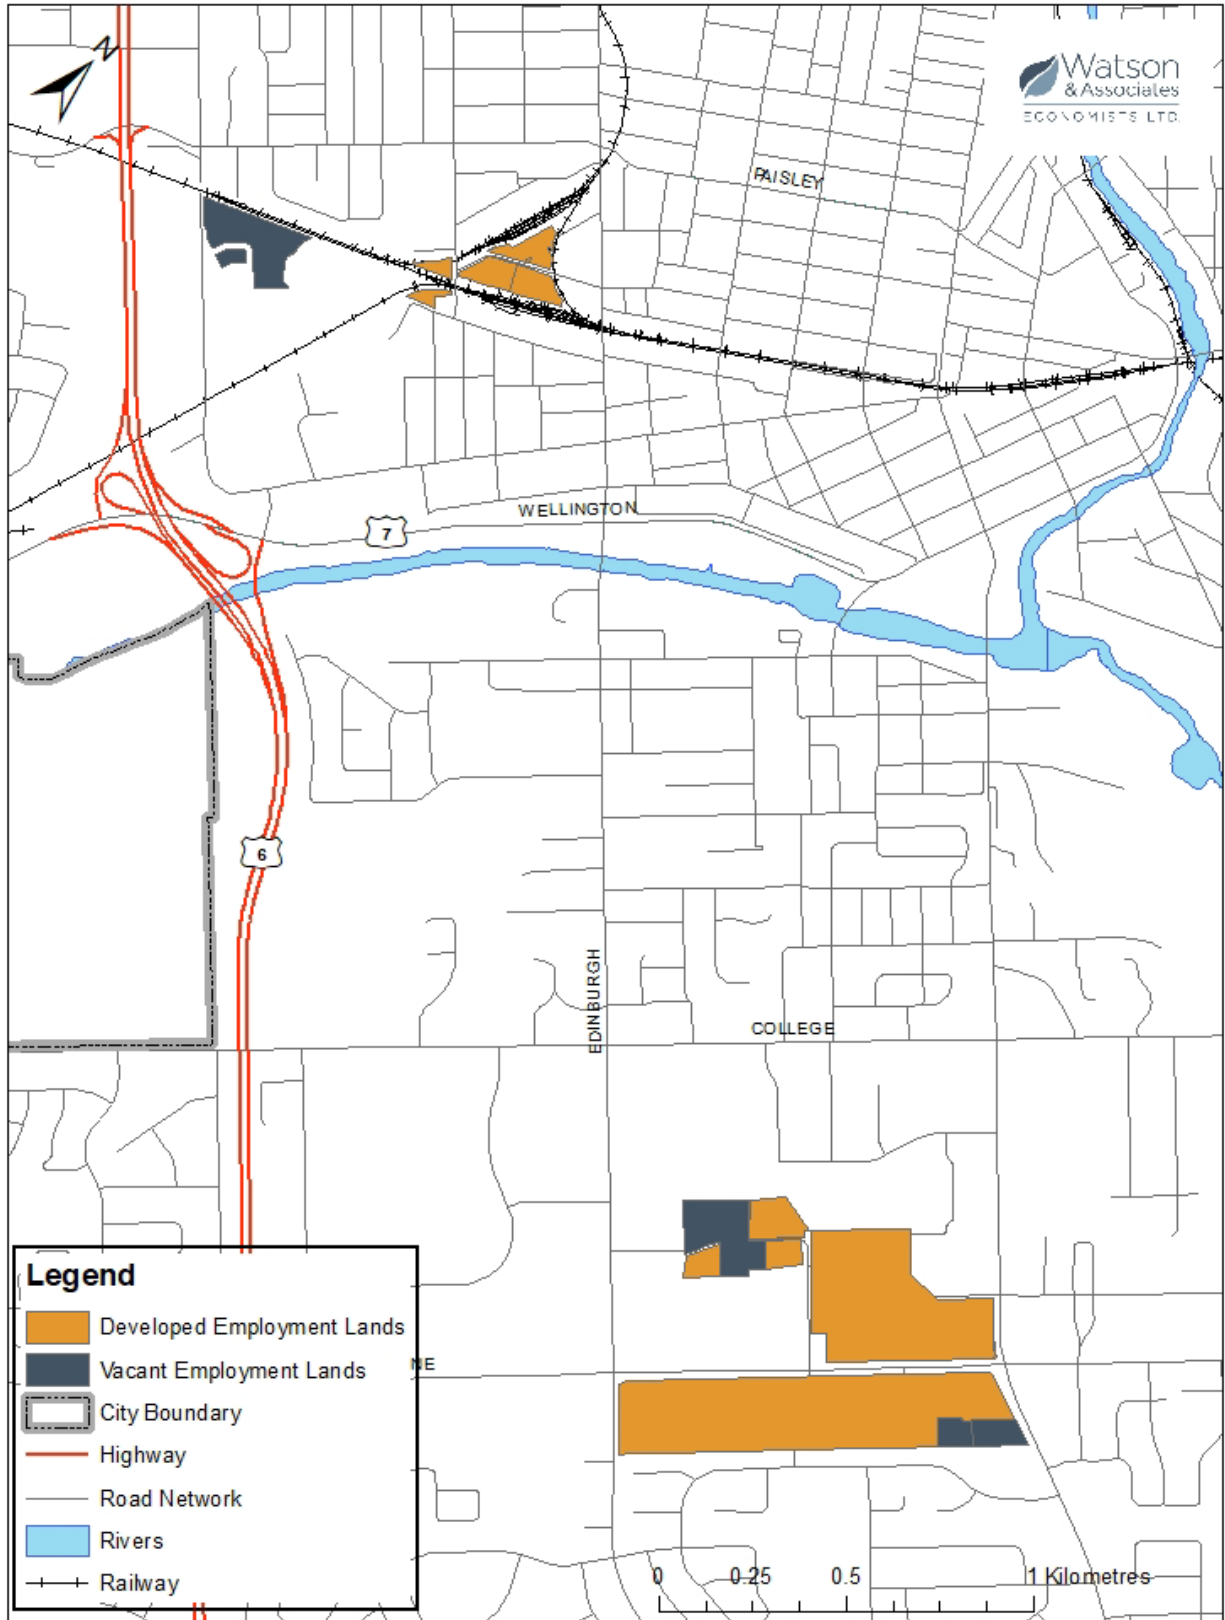 N
Watson
& Associates
ECONOMISTS LTD.
PAISLEY
WELLINGTON
7
6
EDINBURGH
COLLEGE
NE
Legend
Developed Employment Lands
Vacant Employment Lands
City Boundary
Highway
Road Network
Rivers
Railway
0 0.25 0.5 1 Kilometres